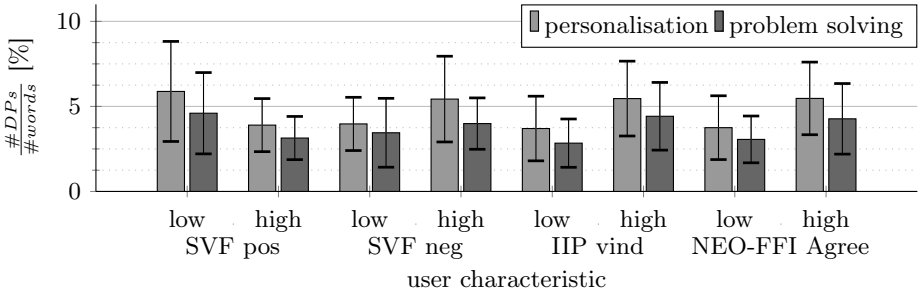 personalisation problem solving
10
5
0
#DPs
#words [%]
low high low high low high low high
SVF pos SVF neg IIP vind NEO-FFI Agree
user characteristic